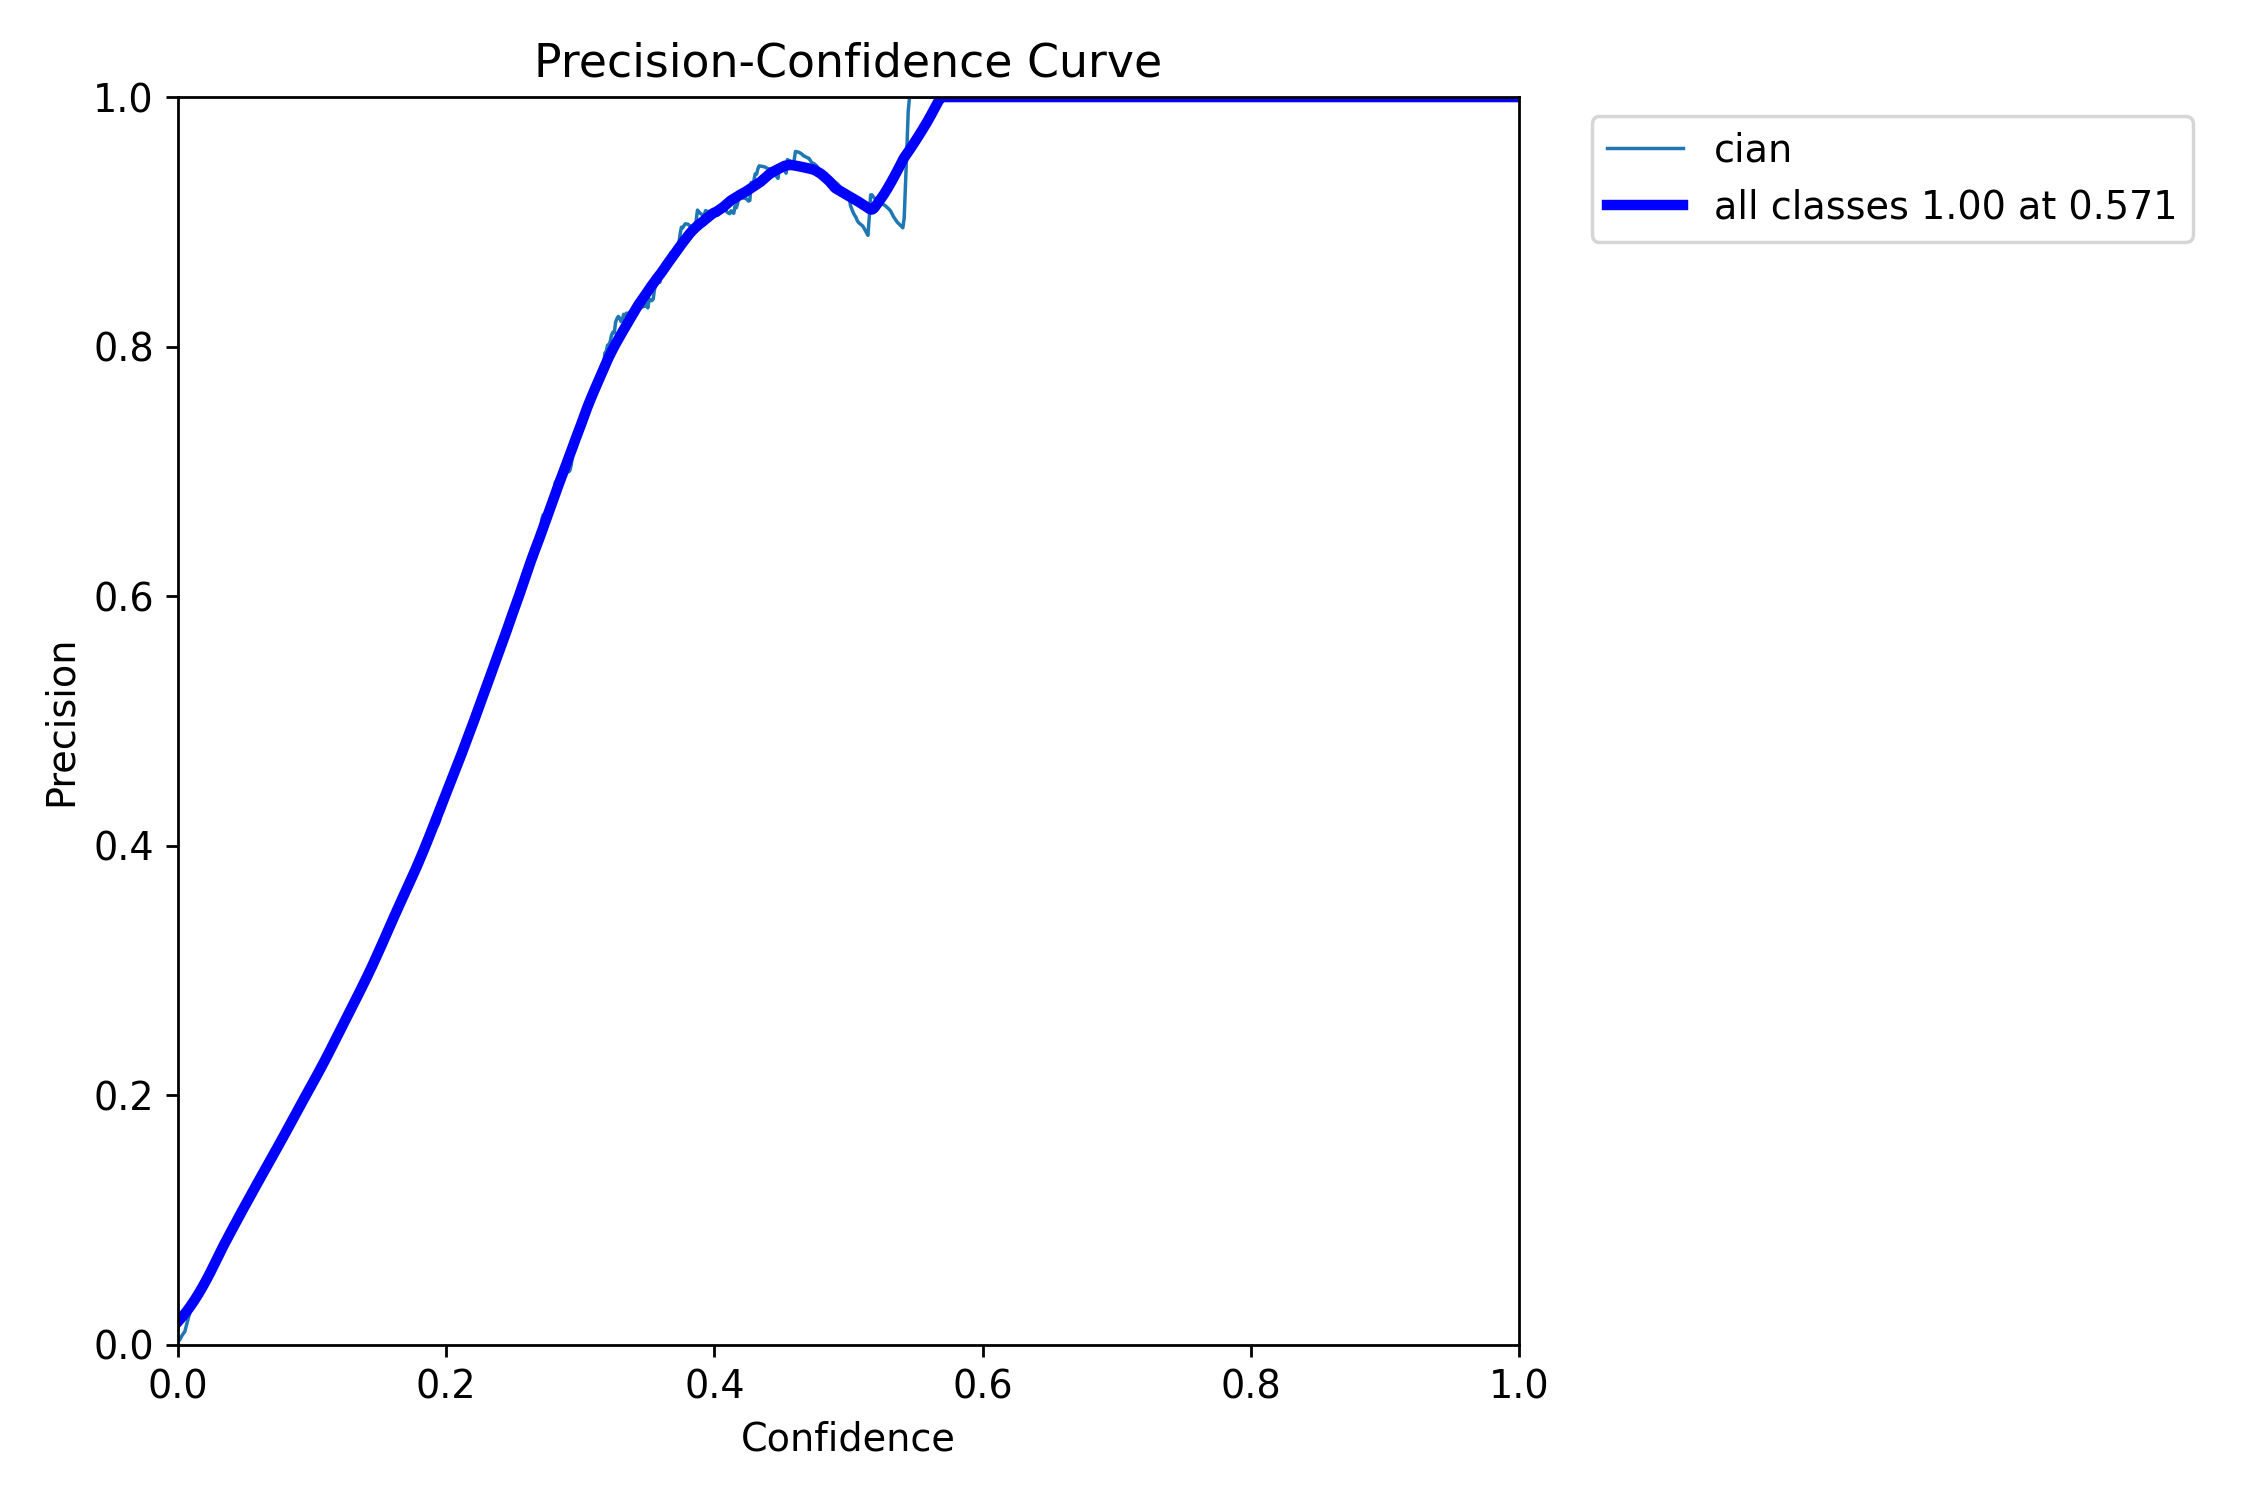 Precision-Confidence Curve
1.0
0.8
0.6
0.4
0.2
0.0
Precision
0.0 0.2 0.4 0.6 0.8 1.0
Confidence
cian
all classes 1.00 at 0.571